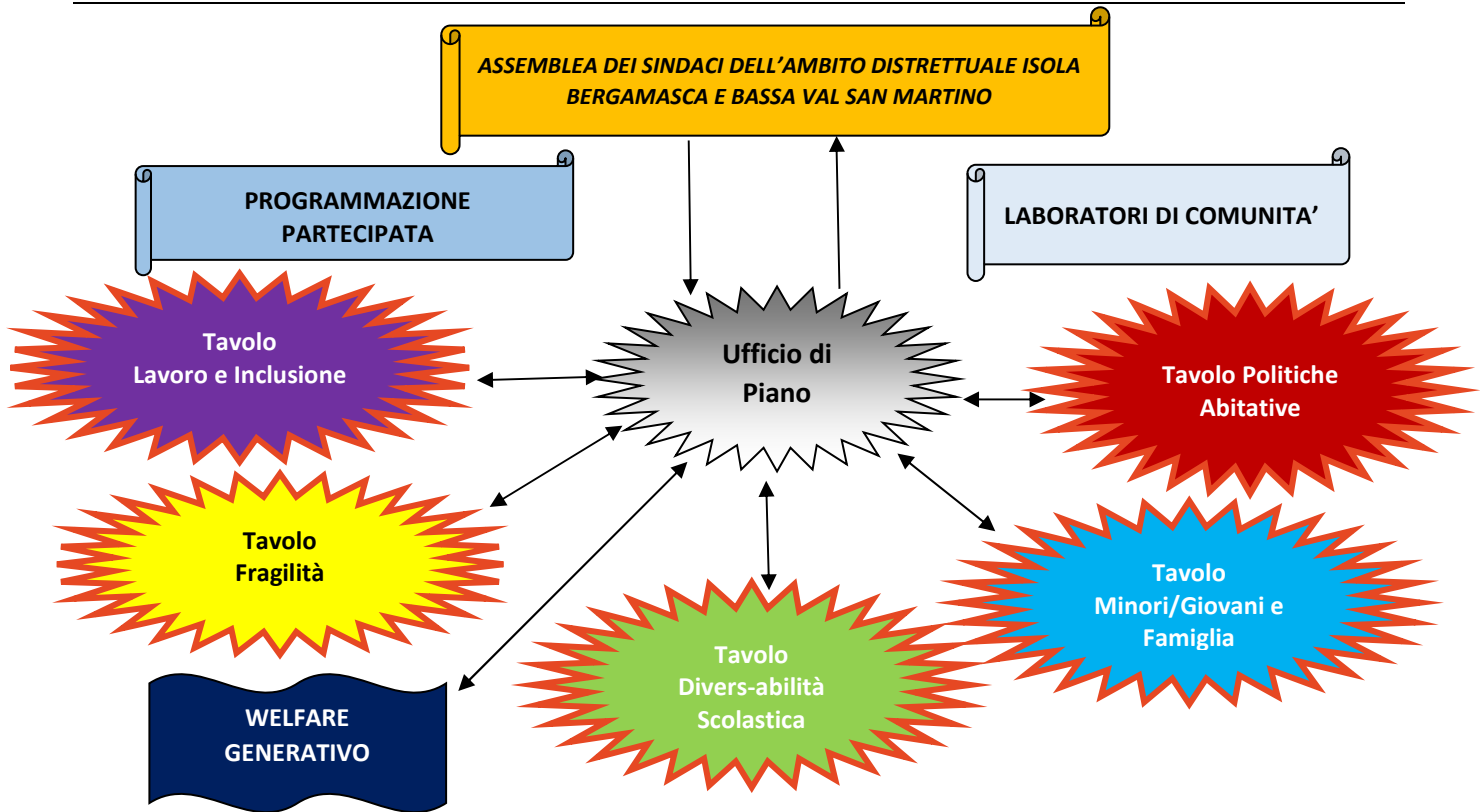 ASSEMBLEA DEI SINDACI DELL’AMBITO DISTRETTUALE ISOLA
BERGAMASCA E BASSA VAL SAN MARTINO
PROGRAMMAZIONE
PARTECIPATA
LABORATORI DI COMUNITA’
Tavolo
Lavoro e Inclusione
Ufficio di
Piano
Tavolo Politiche
Abitative
Tavolo
Fragilità
Tavolo
Minori/Giovani e
Famiglia
Tavolo
Divers-abilità
Scolastica
WELFARE
GENERATIVO